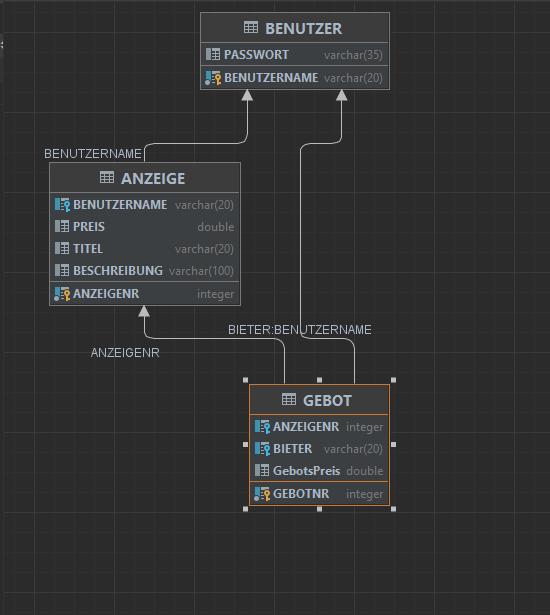 BENUTZER
PASSWORT varchar(35)
BENUTZERNAME varchar(20)
BENUTZERNAME
ANZEIGE
BENUTZERNAME varchar(20)
PREIS double
TITEL varchar(20)
BESCHREIBUNG varchar(100)
ANZEIGENR integer
BIETER:BENUTZERNAME
ANZEIGENR
GEBOT
ANZEIGENR integer
BIETER varchar(20)
GebotsPreis double
GEBOTNR integer